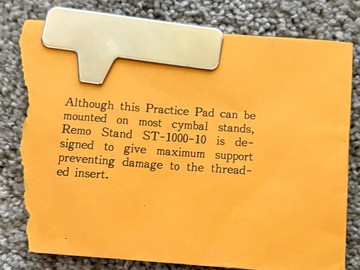 Although this Practice Pad can be
mounted on most cymbal stands,
Remo Stand ST-1000-10 is de-
signed to give maximum support
preventing damage to the thread-
ed insert.